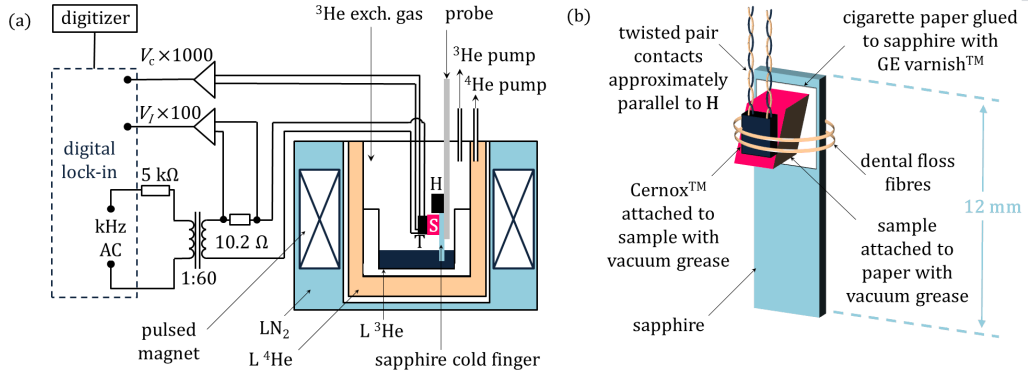 (a)
digitizer
V_c × 1000
V_I × 100
digital
lock-in
5 kΩ
kHz
AC
10.2 Ω
1:60
³He exch. gas
probe
³He pump
⁴He pump
H
S
T
pulsed
magnet
LN₂
L ⁴He
L ³He
sapphire cold finger
(b)
twisted pair
contacts
approximately
parallel to H
cigarette paper glued
to sapphire with
GE varnish™
Cernox™
attached to
sample with
vacuum grease
dental floss
fibres
12 mm
sample
attached to
paper with
vacuum grease
sapphire